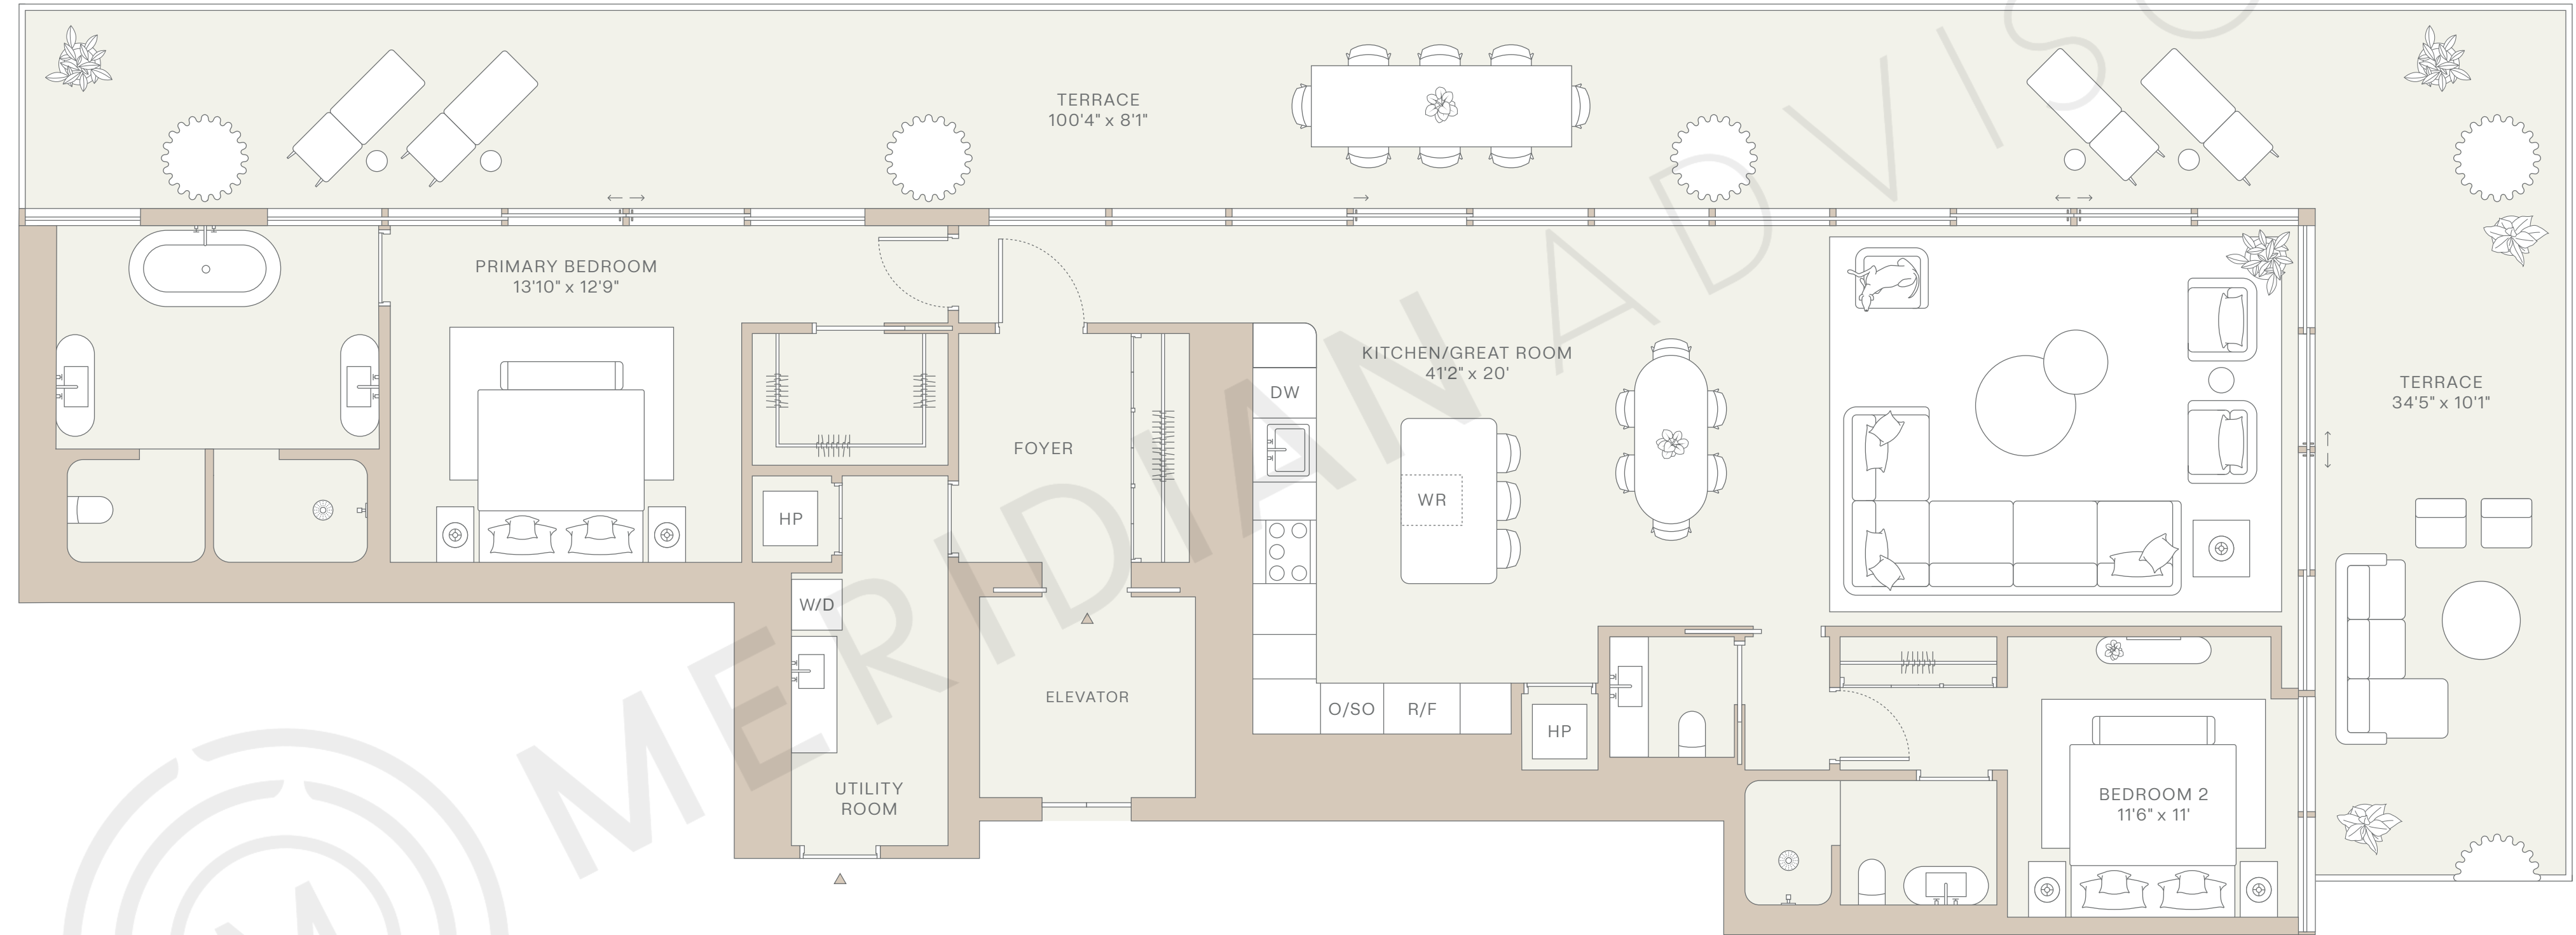 TERRACE
100'4" x 8'1"
PRIMARY BEDROOM
13'10" x 12'9"
KITCHEN/GREAT ROOM
41'2" x 20'
TERRACE
34'5" x 10'1"
DW
FOYER
WR
HP
W/D
ELEVATOR
O/SO
R/F
HP
UTILITY
ROOM
BEDROOM 2
11'6" x 11'
M MERIDIAN ADVISO